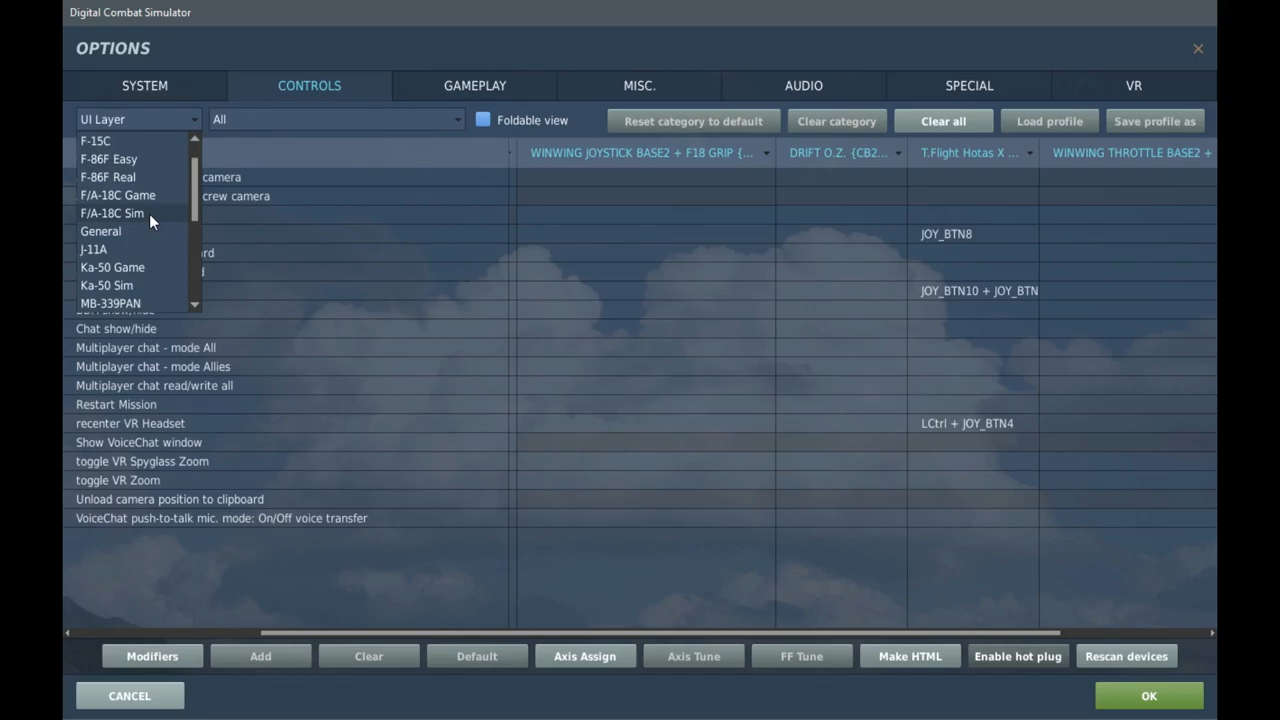 Digital Combat Simulator
OPTIONS
SYSTEM
CONTROLS
GAMEPLAY
MISC.
AUDIO
SPECIAL
VR
UI Layer
All
Foldable view
Reset category to default
Clear category
Clear all
Load profile
Save profile as
WINWING JOYSTICK BASE2 + F18 GRIP {...
DRIFT O.Z. {CB2...
T.Flight Hotas X ...
WINWING THROTTLE BASE2 +
F-15C
F-86F Easy
F-86F Real
F/A-18C Game
F/A-18C Sim
General
J-11A
Ka-50 Game
Ka-50 Sim
MB-339PAN
camera
crew camera
JOY_BTN8
JOY_BTN10 + JOY_BTN
Chat show/hide
Multiplayer chat - mode All
Multiplayer chat - mode Allies
Multiplayer chat read/write all
Restart Mission
recenter VR Headset
LCtrl + JOY_BTN4
Show VoiceChat window
toggle VR Spyglass Zoom
toggle VR Zoom
Unload camera position to clipboard
VoiceChat push-to-talk mic. mode: On/Off voice transfer
Modifiers
Add
Clear
Default
Axis Assign
Axis Tune
FF Tune
Make HTML
Enable hot plug
Rescan devices
CANCEL
OK